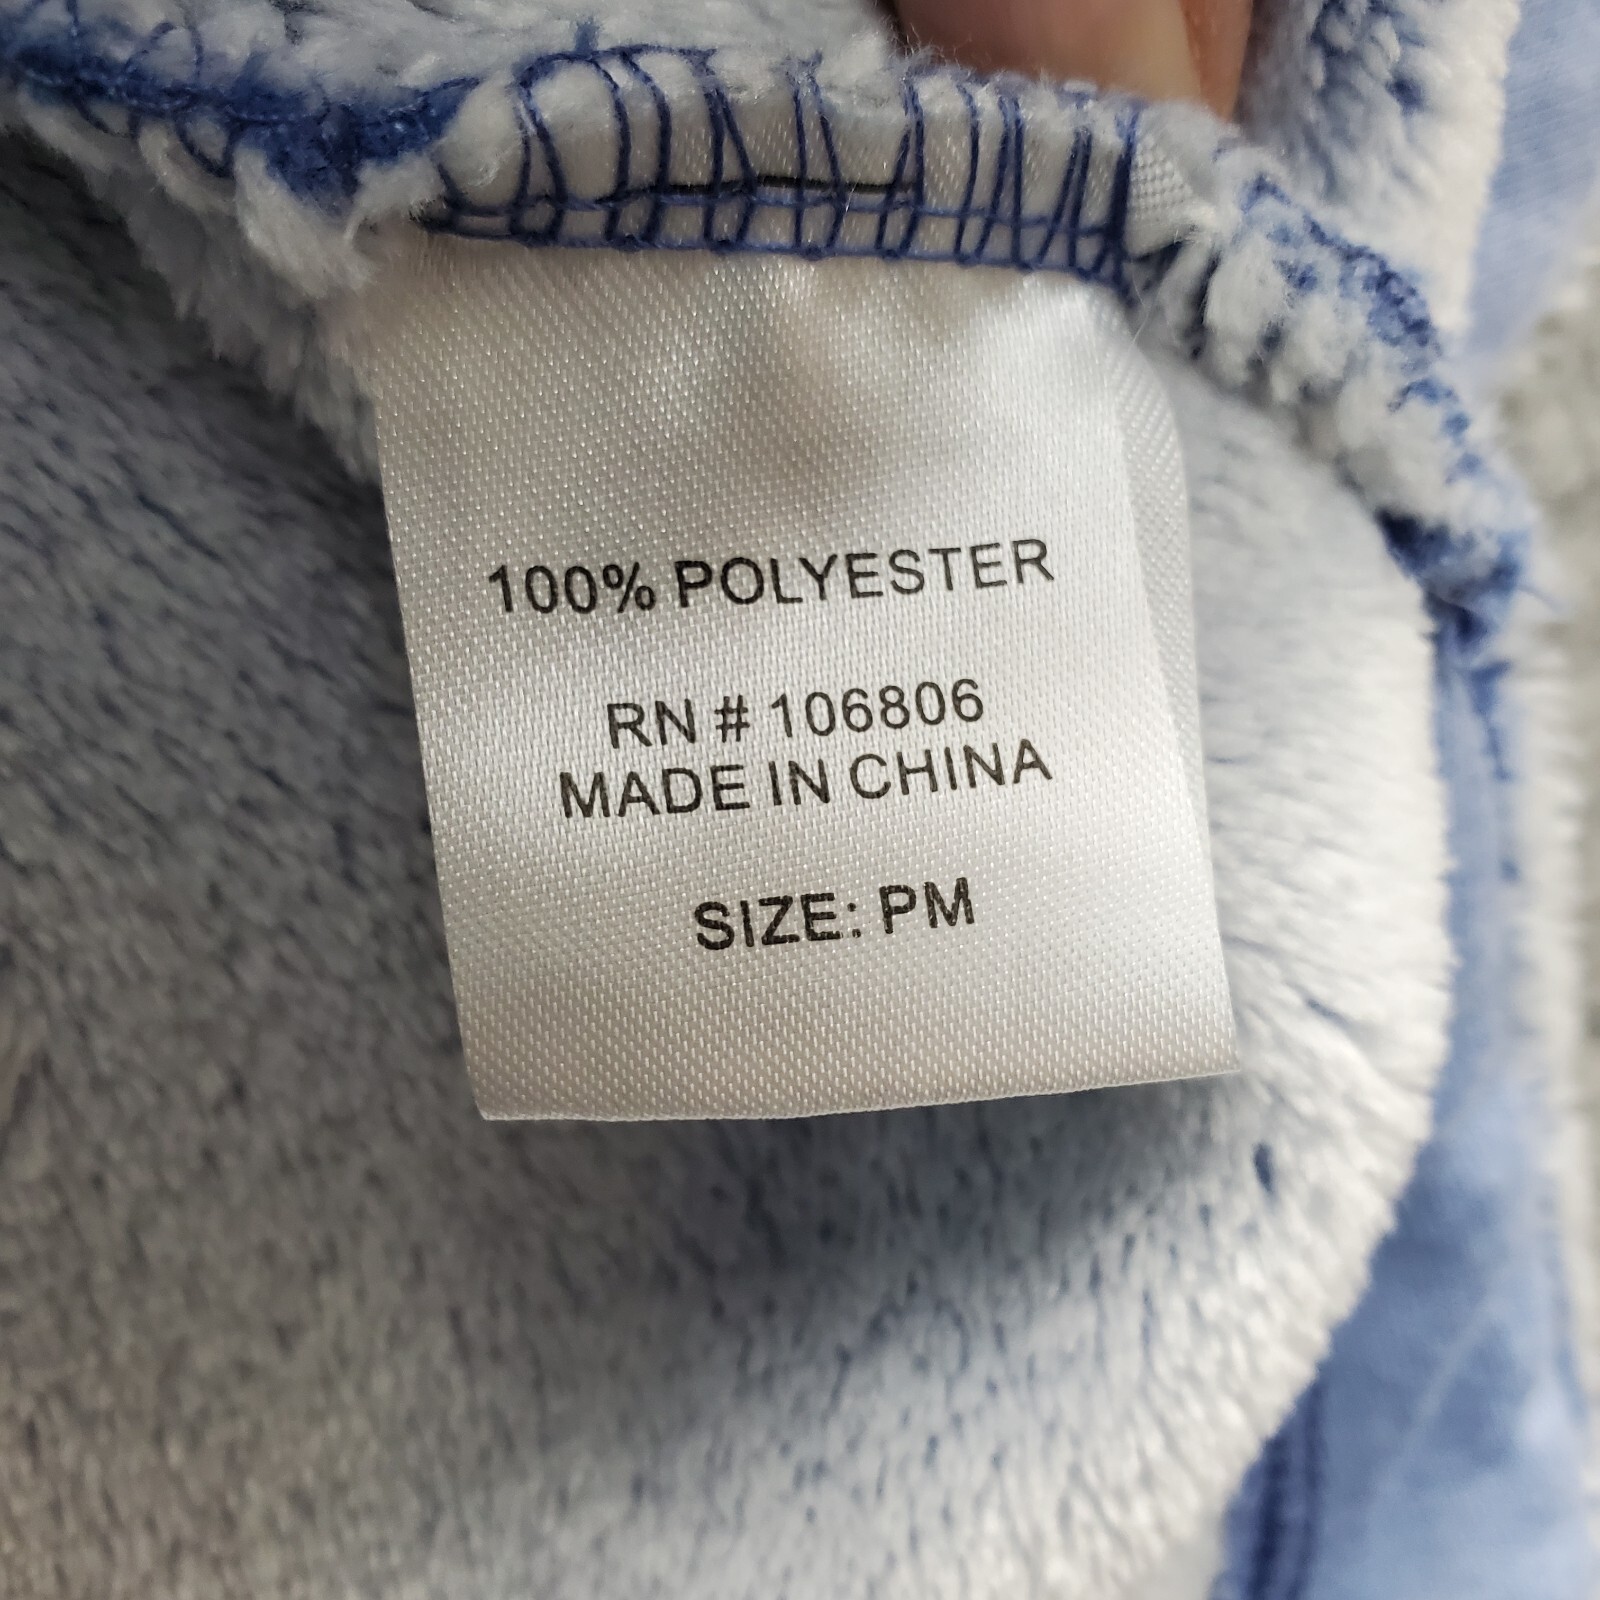 100% POLYESTER
RN # 106806
MADE IN CHINA
SIZE: PM